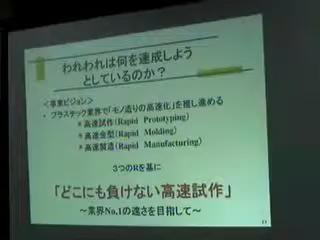 われわれは何を達成しよう
としているのか?
<事業ビジョン>
・ プラスチック業界で「モノ造りの高速化」を推し進める
＊高速試作(Rapid Prototyping)
＊高速金型(Rapid Molding)
＊高速製造(Rapid Manufacturing)
3つのRを基に
「どこにも負けない高速試作」
～業界No.1の速さを目指して～